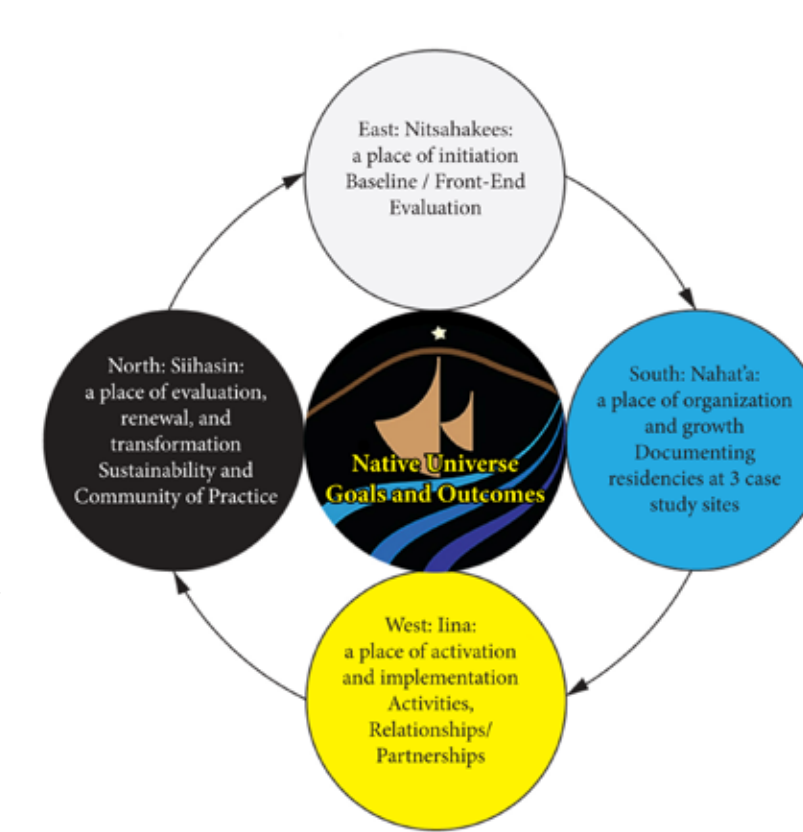 East: Nitsahakees:
a place of initiation
Baseline / Front-End
Evaluation
South: Nahat'a:
a place of organization
and growth
Documenting
residencies at 3 case
study sites
West: Iina:
a place of activation
and implementation
Activities,
Relationships/
Partnerships
North: Siihasin:
a place of evaluation,
renewal, and
transformation
Sustainability and
Community of Practice
Native Universe
Goals and Outcomes